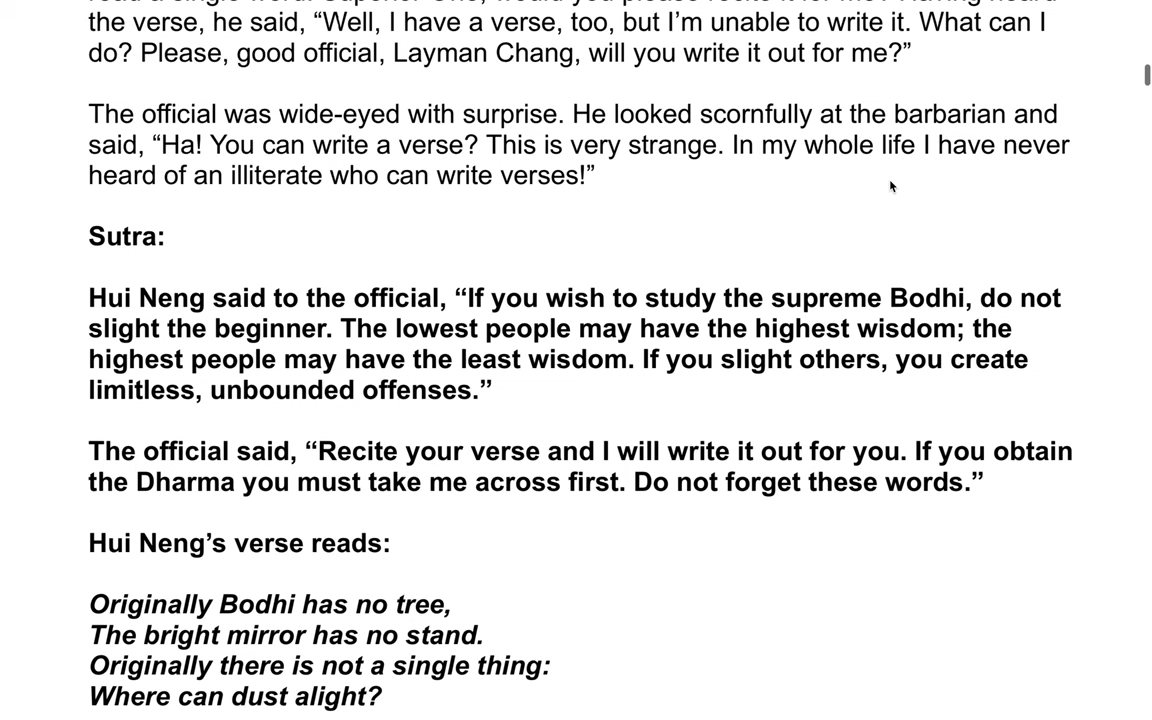 the verse, he said, “Well, I have a verse, too, but I’m unable to write it. What can I
do? Please, good official, Layman Chang, will you write it out for me?”
The official was wide-eyed with surprise. He looked scornfully at the barbarian and
said, “Ha! You can write a verse? This is very strange. In my whole life I have never
heard of an illiterate who can write verses!”
Sutra:
Hui Neng said to the official, “If you wish to study the supreme Bodhi, do not
slight the beginner. The lowest people may have the highest wisdom; the
highest people may have the least wisdom. If you slight others, you create
limitless, unbounded offenses.”
The official said, “Recite your verse and I will write it out for you. If you obtain
the Dharma you must take me across first. Do not forget these words.”
Hui Neng’s verse reads:
Originally Bodhi has no tree,
The bright mirror has no stand.
Originally there is not a single thing:
Where can dust alight?